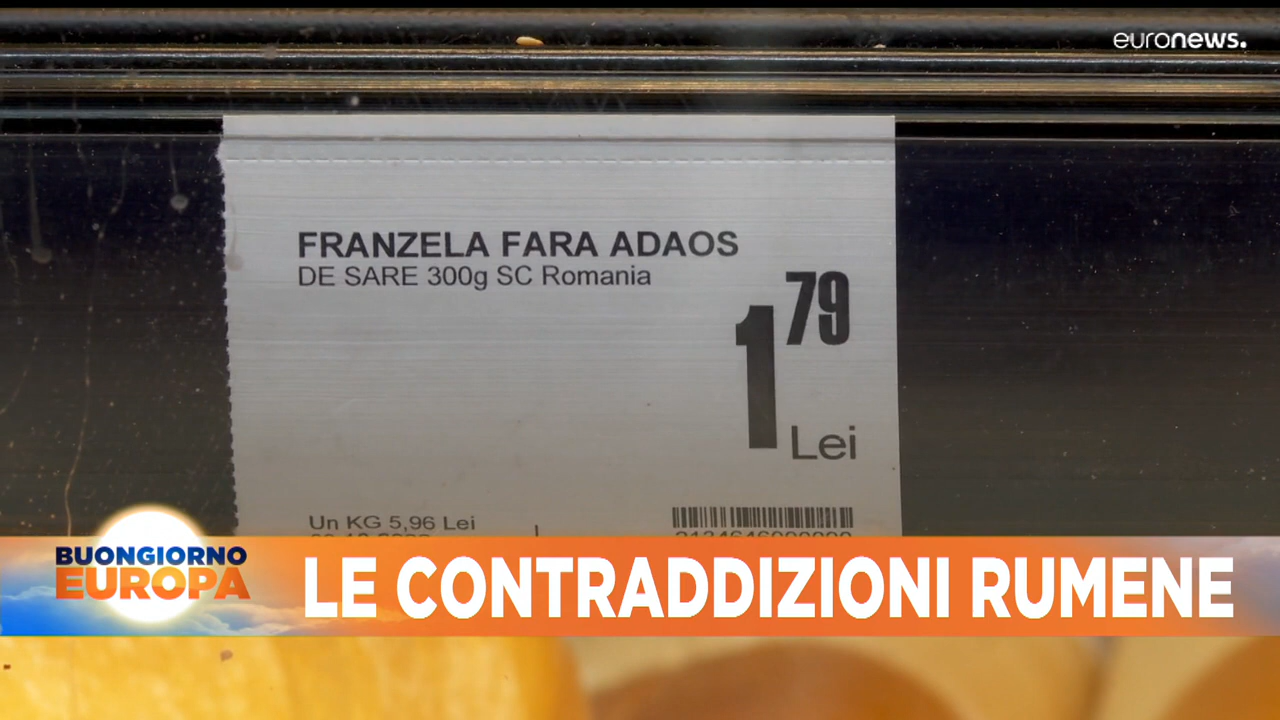 euronews.
FRANZELA FARA ADAOS
DE SARE 300g SC Romania
1 79
Lei
Un KG 5,96 Lei
BUONGIORNO
EUROPA
LE CONTRADDIZIONI RUMENE